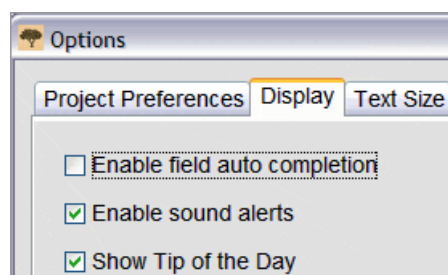 Options
Project Preferences Display Text Size
Enable field auto completion
Enable sound alerts
Show Tip of the Day